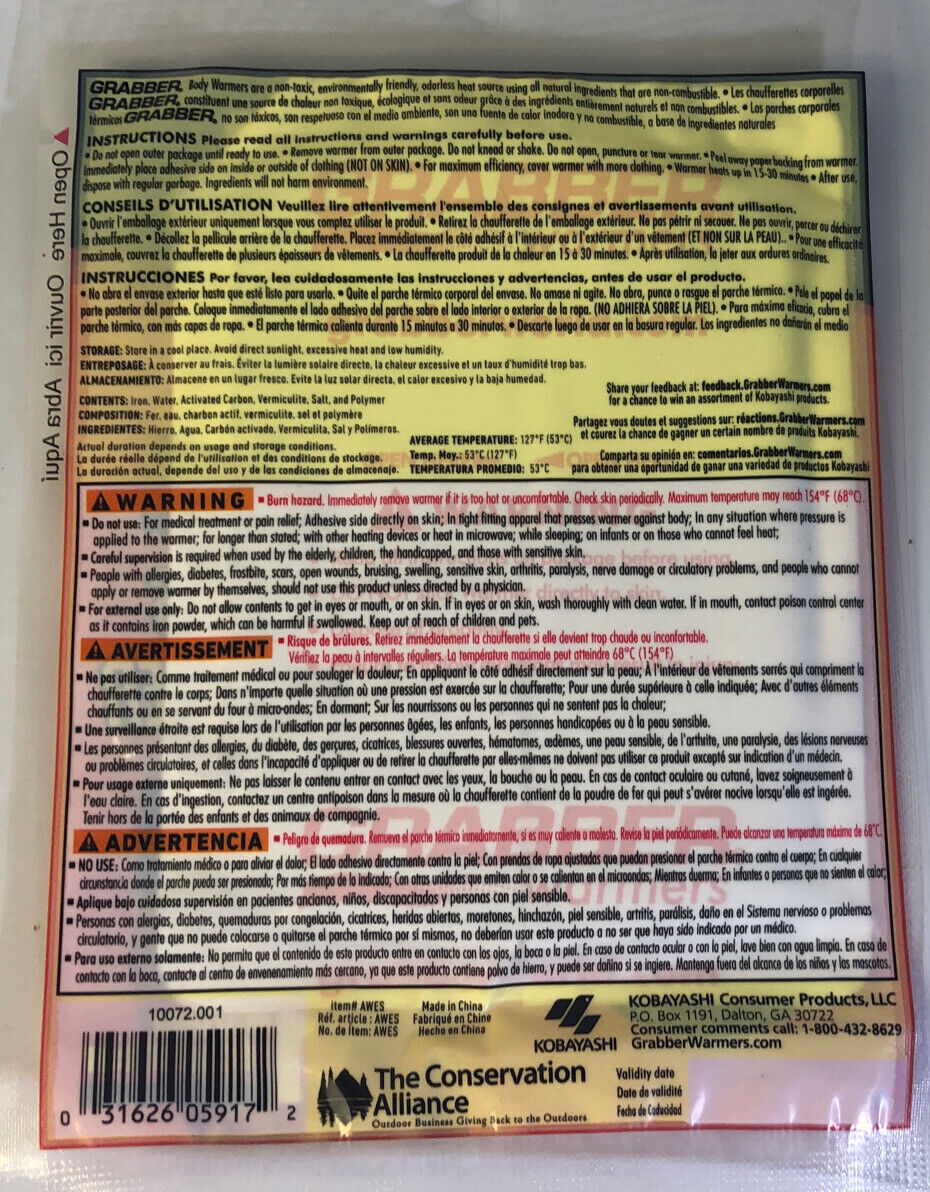 GRABBER® Body Warmers are a non-toxic, environmentally friendly, odorless heat source using all natural ingredients that are non-combustible. • Les chaufferettes corporelles
GRABBER® constituent une source de chaleur non toxique, écologique et sans odeur grâce à des ingrédients entièrement naturels et non combustibles. • Los parches corporales
térmicos GRABBER® no son tóxicos, son respetuoso con el medio ambiente, son una fuente de calor inodora y no combustible, a base de ingredientes naturales
INSTRUCTIONS Please read all instructions and warnings carefully before use.
• Do not open outer package until ready to use. • Remove warmer from outer package. Do not knead or shake. Do not open, puncture or tear warmer. • Peel away paper backing from warmer.
Immediately place adhesive side on inside or outside of clothing (NOT ON SKIN). • For maximum efficiency, cover warmer with more clothing. • Warmer heats up in 15-30 minutes • After use,
dispose with regular garbage. Ingredients will not harm environment.
CONSEILS D'UTILISATION Veuillez lire attentivement l'ensemble des consignes et avertissements avant utilisation.
• Ouvrir l'emballage extérieur uniquement lorsque vous comptez utiliser le produit. • Retirez la chaufferette de l'emballage extérieur. Ne pas pétrir ni secouer. Ne pas ouvrir, percer ou déchirer
la chaufferette. • Décollez la pellicule arrière de la chaufferette. Placez immédiatement le côté adhésif à l'intérieur ou à l'extérieur d'un vêtement (ET NON SUR LA PEAU).. • Pour une efficacité
maximale, couvrez la chaufferette de plusieurs épaisseurs de vêtements. • La chaufferette produit de la chaleur en 15 à 30 minutes. • Après utilisation, la jeter aux ordures ordinaires.
INSTRUCCIONES Por favor, lea cuidadosamente las instrucciones y advertencias, antes de usar el producto.
• No abra el envase exterior hasta que esté listo para usarlo. • Quite el parche térmico corporal del envase. No amase ni agite. No abra, punce o rasgue el parche térmico. • Pele el papel de la
parte posterior del parche. Coloque inmediatamente el lado adhesivo del parche sobre el lado interior o exterior de la ropa. (NO ADHIERA SOBRE LA PIEL). • Para máxima eficacia, cubra el
parche térmico, con más capas de ropa. • El parche térmico calienta durante 15 minutos a 30 minutos. • Descarte luego de usar en la basura regular. Los ingredientes no dañarán el medio
STORAGE: Store in a cool place. Avoid direct sunlight, excessive heat and low humidity.
ENTREPOSAGE: À conserver au frais. Éviter la lumière solaire directe, la chaleur excessive et un taux d'humidité trop bas.
ALMACENAMIENTO: Almacene en un lugar fresco. Evite la luz solar directa, el calor excesivo y la baja humedad.
CONTENTS: Iron, Water, Activated Carbon, Vermiculite, Salt, and Polymer
COMPOSITION: Fer, eau, charbon actif, vermiculite, sel et polymère
INGREDIENTES: Hierro, Agua, Carbón activado, Vermiculita, Sal y Polímeros.
Actual duration depends on usage and storage conditions.
La durée réelle dépend de l'utilisation et des conditions de stockage.
La duración actual, depende del uso y de las condiciones de almacenaje.
AVERAGE TEMPERATURE: 127°F (53°C)
Temp. Moy.: 53°C (127°F)
TEMPERATURA PROMEDIO: 53°C
Share your feedback at: feedback.GrabberWarmers.com
for a chance to win an assortment of Kobayashi products.
Partagez vous doutes et suggestions sur: réactions.GrabberWarmers.com
et courez la chance de gagner un certain nombre de produits Kobayashi.
Comparta su opinión en: comentarios.GrabberWarmers.com
para obtener una oportunidad de ganar una variedad de productos Kobayashi
WARNING ▪ Burn hazard. Immediately remove warmer if it is too hot or uncomfortable. Check skin periodically. Maximum temperature may reach 154°F (68°C).
▪ Do not use: For medical treatment or pain relief; Adhesive side directly on skin; In tight fitting apparel that presses warmer against body; In any situation where pressure is
applied to the warmer; for longer than stated; with other heating devices or heat in microwave; while sleeping; on infants or on those who cannot feel heat;
▪ Careful supervision is required when used by the elderly, children, the handicapped, and those with sensitive skin.
▪ People with allergies, diabetes, frostbite, scars, open wounds, bruising, swelling, sensitive skin, arthritis, paralysis, nerve damage or circulatory problems, and people who cannot
apply or remove warmer by themselves, should not use this product unless directed by a physician.
▪ For external use only: Do not allow contents to get in eyes or mouth, or on skin. If in eyes or on skin, wash thoroughly with clean water. If in mouth, contact poison control center
as it contains iron powder, which can be harmful if swallowed. Keep out of reach of children and pets.
AVERTISSEMENT ▪ Risque de brûlures. Retirez immédiatement la chaufferette si elle devient trop chaude ou inconfortable.
Vérifiez la peau à intervalles réguliers. La température maximale peut atteindre 68°C (154°F)
▪ Ne pas utiliser: Comme traitement médical ou pour soulager la douleur; En appliquant le côté adhésif directement sur la peau; À l'intérieur de vêtements serrés qui compriment la
chaufferette contre le corps; Dans n'importe quelle situation où une pression est exercée sur la chaufferette; Pour une durée supérieure à celle indiquée; Avec d'autres éléments
chauffants ou en se servant du four à micro-ondes; En dormant; Sur les nourrissons ou les personnes qui ne sentent pas la chaleur;
▪ Une surveillance étroite est requise lors de l'utilisation par les personnes âgées, les enfants, les personnes handicapées ou à la peau sensible.
▪ Les personnes présentant des allergies, du diabète, des gerçures, cicatrices, blessures ouvertes, hématomes, œdèmes, une peau sensible, de l'arthrite, une paralysie, des lésions nerveuses
ou problèmes circulatoires, et celles dans l'incapacité d'appliquer ou de retirer la chaufferette par elles-mêmes ne doivent pas utiliser ce produit excepté sur indication d'un médecin.
▪ Pour usage externe uniquement: Ne pas laisser le contenu entrer en contact avec les yeux, la bouche ou la peau. En cas de contact oculaire ou cutané, lavez soigneusement à
l'eau claire. En cas d'ingestion, contactez un centre antipoison dans la mesure où la chaufferette contient de la poudre de fer qui peut s'avérer nocive lorsqu'elle est ingérée.
Tenir hors de la portée des enfants et des animaux de compagnie.
ADVERTENCIA ▪ Peligro de quemadura. Remueva el parche térmico inmediatamente, si es muy caliente o molesta. Revise la piel periódicamente. Puede alcanzar una temperatura máxima de 68°C.
▪ NO USE: Como tratamiento médico o para aliviar el dolor; El lado adhesivo directamente contra la piel; Con prendas de ropa ajustadas que puedan presionar el parche térmico contra el cuerpo; En cualquier
circunstancia donde el parche pueda ser presionado; Por más tiempo de lo indicado; Con otras unidades que emiten calor o se calientan en el microondas; Mientras duerma; En infantes o personas que no sienten el calor;
▪ Aplique bajo cuidadosa supervisión en pacientes ancianos, niños, discapacitados y personas con piel sensible.
▪ Personas con alergias, diabetes, quemaduras por congelación, cicatrices, heridas abiertas, moretones, hinchazón, piel sensible, artritis, parálisis, daño en el Sistema nervioso o problemas
circulatorio, y gente que no puede colocarse o quitarse el parche térmico por sí mismos, no deberían usar este producto a no ser que haya sido indicado por un médico.
▪ Para uso externo solamente: No permita que el contenido de este producto entre en contacto con los ojos, la boca o la piel. En caso de contacto ocular o con la piel, lave bien con agua limpia. En caso de
contacto con la boca, contacte al centro de envenenamiento más cercano, ya que este producto contiene polvo de hierro, y puede ser dañino si se ingiere. Mantenga fuera del alcance de los niños y las mascotas.
10072.001
0 31626 05917 2
Item# AWES
Réf. article : AWES
No. de Ítem: AWES
Made in China
Fabriqué en Chine
Hecho en China
KOBAYASHI
KOBAYASHI Consumer Products, LLC
P.O. Box 1191, Dalton, GA 30722
Consumer comments call: 1-800-432-8629
GrabberWarmers.com
The Conservation
Alliance
Outdoor Business Giving Back to the Outdoors
Validity date
Date de validité
Fecha de Caducidad
Open Here Ouvrir Ici Abra Aquí